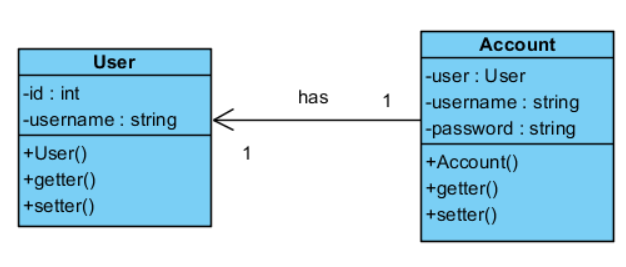 User
-id : int
-username : string
+User()
+getter()
+setter()
has
1
1
Account
-user : User
-username : string
-password : string
+Account()
+getter()
+setter()